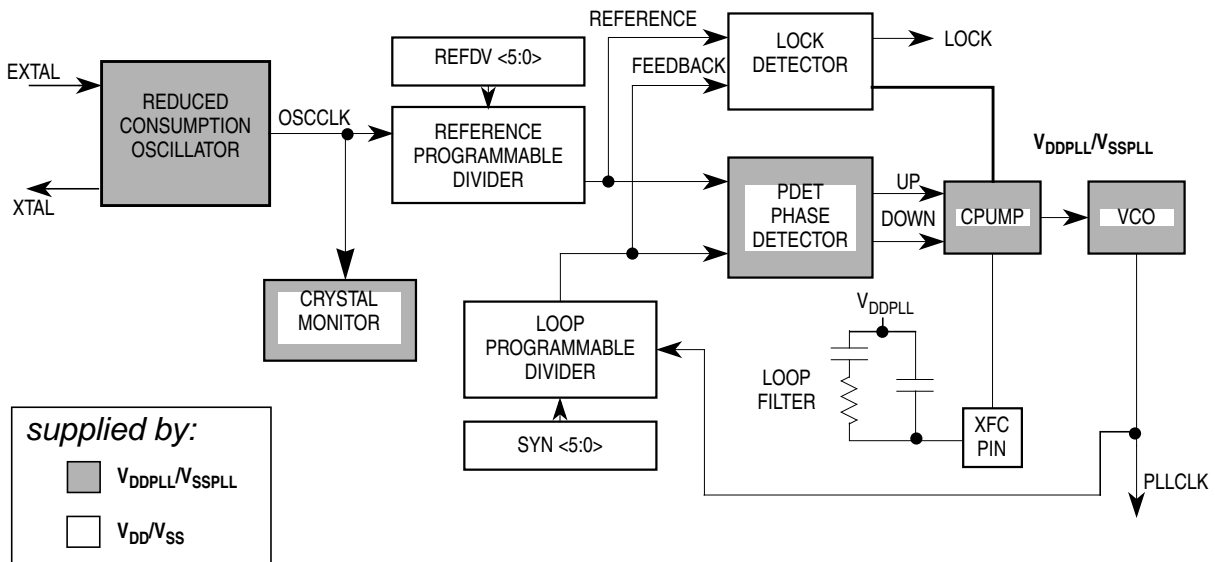 REFERENCE
REFDV <5:0>
LOCK
DETECTOR
LOCK
EXTAL
FEEDBACK
REDUCED
CONSUMPTION
OSCILLATOR
OSCCLK
REFERENCE
PROGRAMMABLE
DIVIDER
VDDPLL/VSSPLL
XTAL
PDET
PHASE
DETECTOR
UP
DOWN
CPUMP
VCO
CRYSTAL
MONITOR
LOOP
PROGRAMMABLE
DIVIDER
VDDPLL
LOOP
FILTER
SYN <5:0>
XFC
PIN
PLLCLK
supplied by:
VDDPLL/VSSPLL
VDD/VSS